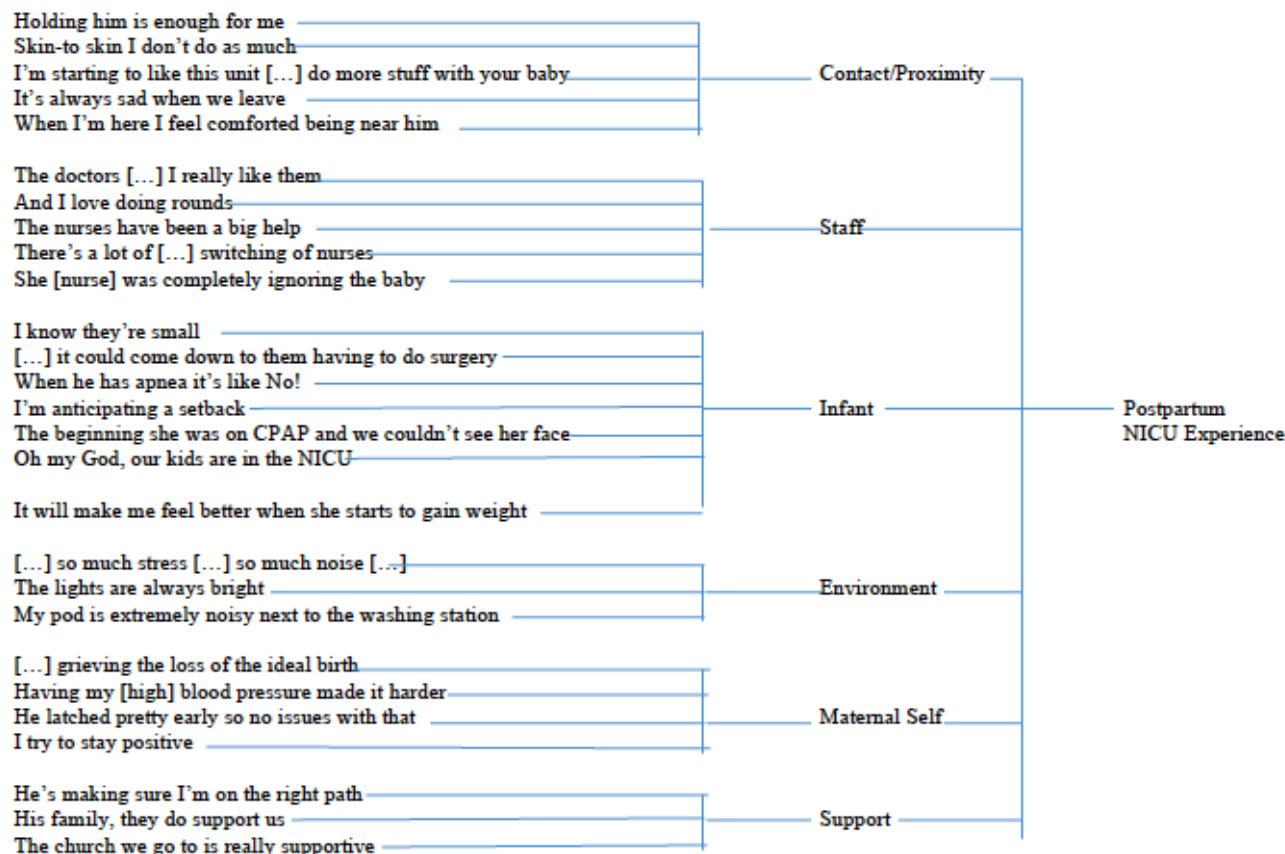 Holding him is enough for me
Skin-to skin I don't do as much
I'm starting to like this unit […] do more stuff with your baby
Contact/Proximity
It's always sad when we leave
When I'm here I feel comforted being near him
The doctors […] I really like them
And I love doing rounds
The nurses have been a big help
Staff
There's a lot of […] switching of nurses
She [nurse] was completely ignoring the baby
I know they're small
[…] it could come down to them having to do surgery
When he has apnea it's like No!
I'm anticipating a setback
Infant
Postpartum
NICU Experience
The beginning she was on CPAP and we couldn't see her face
Oh my God, our kids are in the NICU
It will make me feel better when she starts to gain weight
[…] so much stress […] so much noise […]
The lights are always bright
Environment
My pod is extremely noisy next to the washing station
[…] grieving the loss of the ideal birth
Having my [high] blood pressure made it harder
He latched pretty early so no issues with that
Maternal Self
I try to stay positive
He's making sure I'm on the right path
His family, they do support us
Support
The church we go to is really supportive